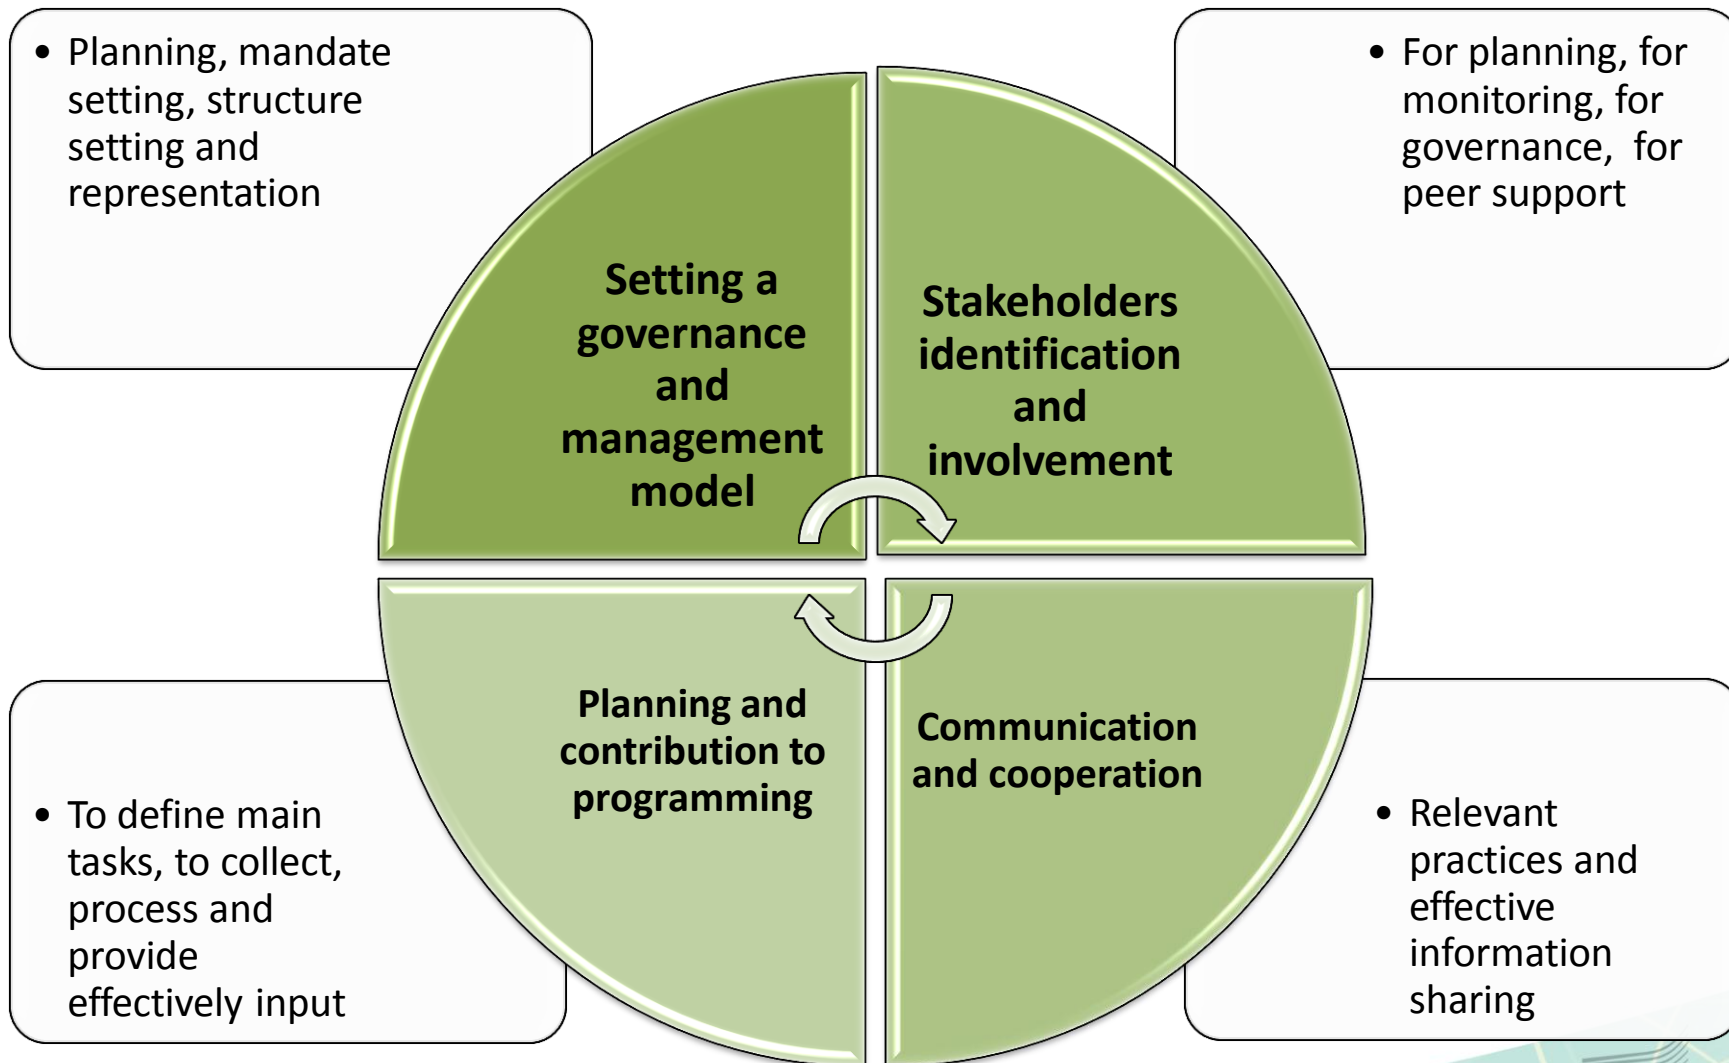 • Planning, mandate
setting, structure
setting and
representation
• For planning, for
monitoring, for
governance,  for
peer support
Setting a
governance
and
management
model
Stakeholders
identification
and
involvement
Planning and
contribution to
programming
Communication
and cooperation
• To define main
tasks, to collect,
process and
provide
effectively input
• Relevant
practices and
effective
information
sharing